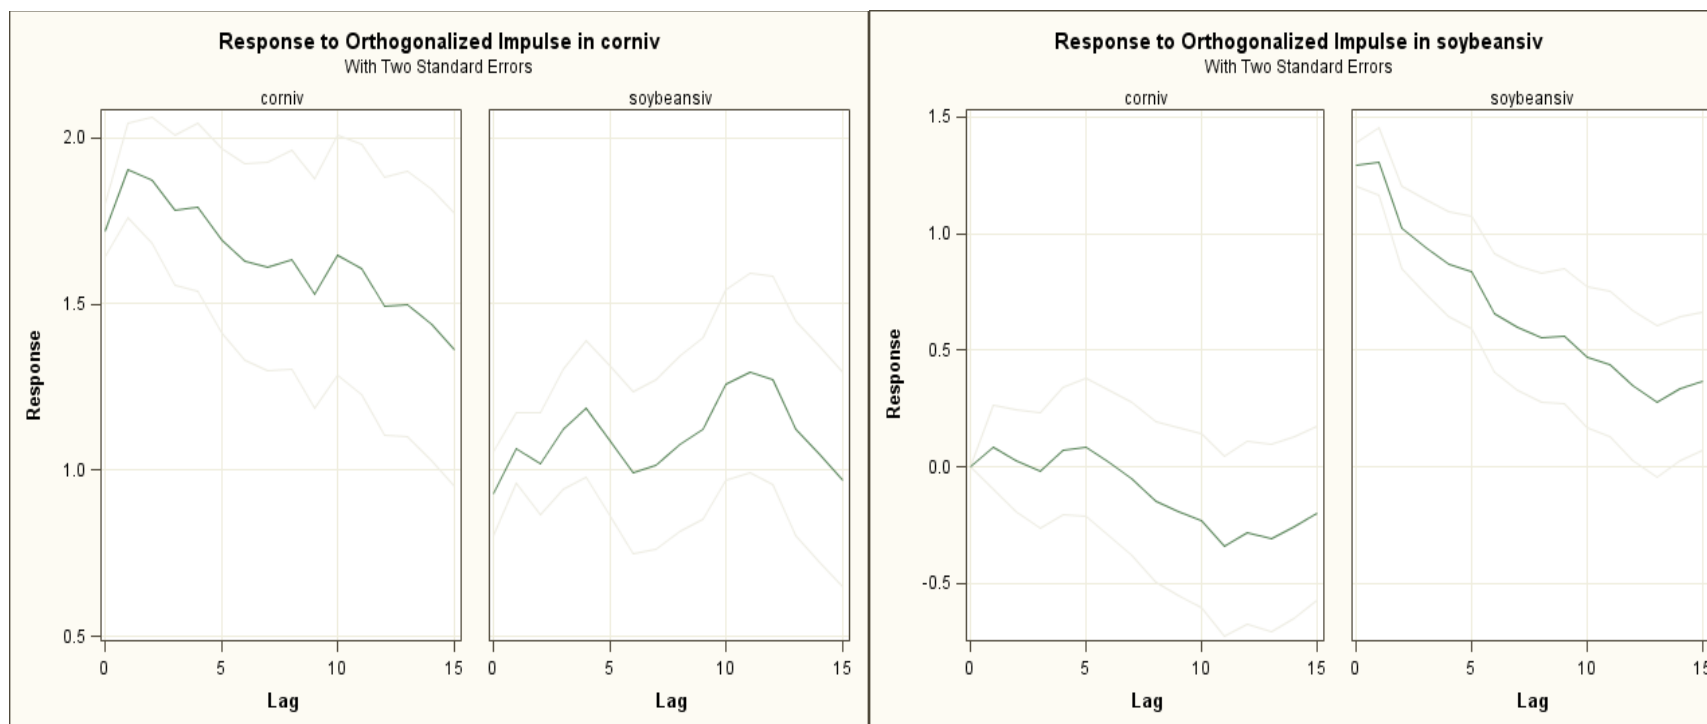 Response to Orthogonalized Impulse in corniv
With Two Standard Errors
corniv
soybeansiv
2.0
1.5
1.0
0.5
Response
0
5
10
15
0
5
10
15
Lag
Lag
Response to Orthogonalized Impulse in soybeansiv
With Two Standard Errors
corniv
soybeansiv
1.5
1.0
0.5
0.0
-0.5
Response
0
5
10
15
0
5
10
15
Lag
Lag